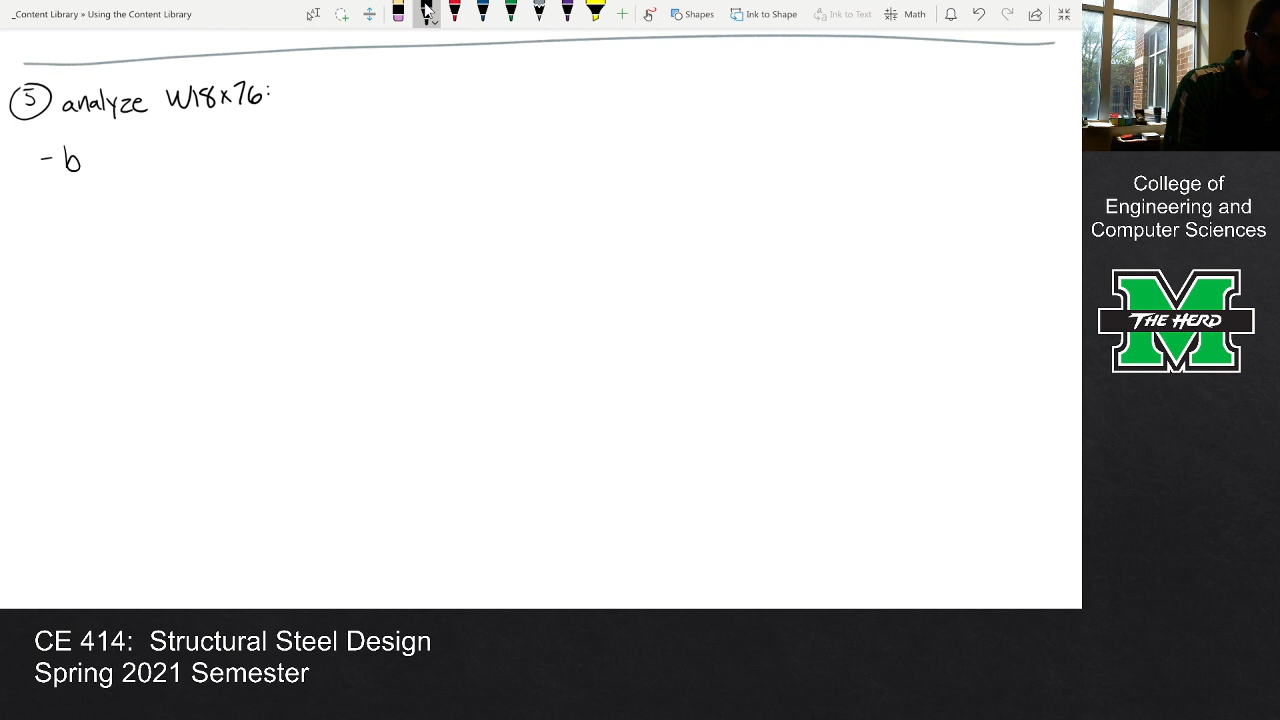 _Content Library » Using the Content Library
Shapes
Ink to Shape
Ink to Text
Math
⑤ analyze W18x76:
- b
College of
Engineering and
Computer Sciences
THE HERD
CE 414: Structural Steel Design
Spring 2021 Semester